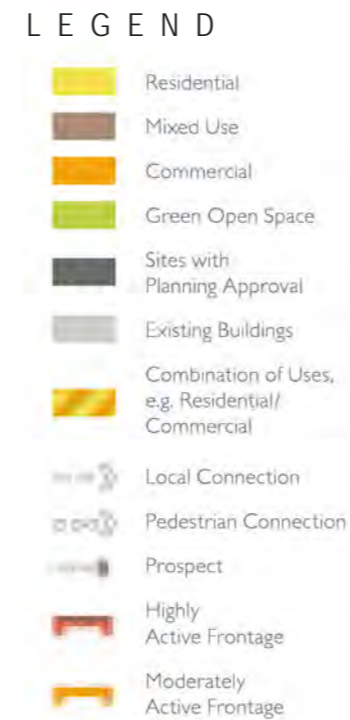 LEGEND
Residential
Mixed Use
Commercial
Green Open Space
Sites with
Planning Approval
Existing Buildings
Combination of Uses,
e.g. Residential/
Commercial
Local Connection
Pedestrian Connection
Prospect
Highly
Active Frontage
Moderately
Active Frontage